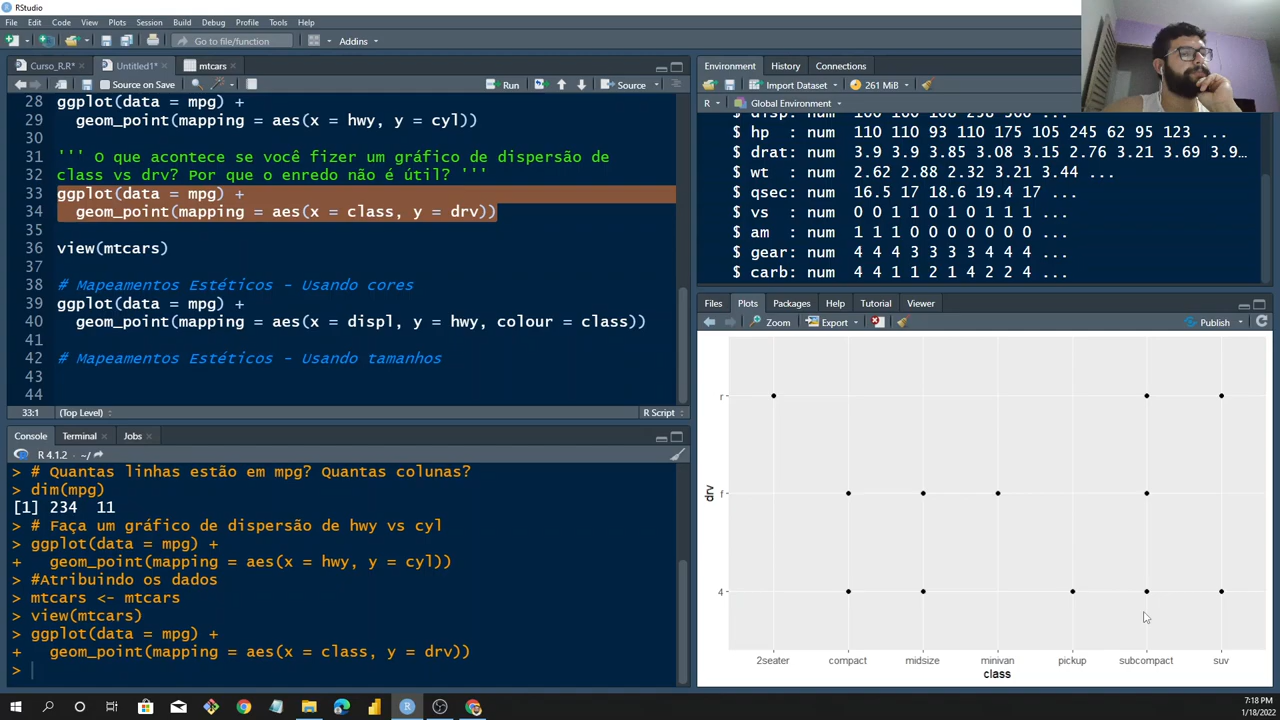 RStudio
File Edit Code View Plots Session Build Debug Profile Tools Help
Go to file/function Addins
Curso_R.R* Untitled1* mtcars
Source on Save Run Source
28 ggplot(data = mpg) +
29 geom_point(mapping = aes(x = hwy, y = cyl))
30
31 ''' O que acontece se você fizer um gráfico de dispersão de
32 class vs drv? Por que o enredo não é útil? '''
33 ggplot(data = mpg) +
34 geom_point(mapping = aes(x = class, y = drv))
35
36 view(mtcars)
37
38 # Mapeamentos Estéticos - Usando cores
39 ggplot(data = mpg) +
40 geom_point(mapping = aes(x = displ, y = hwy, colour = class))
41
42 # Mapeamentos Estéticos - Usando tamanhos
43
44
33:1 (Top Level) R Script
Console Terminal Jobs
R 4.1.2 · ~/
> # Quantas linhas estão em mpg? Quantas colunas?
> dim(mpg)
[1] 234 11
> # Faça um gráfico de dispersão de hwy vs cyl
> ggplot(data = mpg) +
+ geom_point(mapping = aes(x = hwy, y = cyl))
> #Atribuindo os dados
> mtcars <- mtcars
> view(mtcars)
> ggplot(data = mpg) +
+ geom_point(mapping = aes(x = class, y = drv))
>
Environment History Connections
Import Dataset 261 MiB
R Global Environment
$ hp : num 110 110 93 110 175 105 245 62 95 123 ...
$ drat: num 3.9 3.9 3.85 3.08 3.15 2.76 3.21 3.69 3.9…
$ wt : num 2.62 2.88 2.32 3.21 3.44 ...
$ qsec: num 16.5 17 18.6 19.4 17 ...
$ vs : num 0 0 1 1 0 1 0 1 1 1 ...
$ am : num 1 1 1 0 0 0 0 0 0 0 ...
$ gear: num 4 4 4 3 3 3 3 4 4 4 ...
$ carb: num 4 4 1 1 2 1 4 2 2 4 ...
Files Plots Packages Help Tutorial Viewer
Zoom Export Publish
r
f
4
drv
2seater compact midsize minivan pickup subcompact suv
class
7:18 PM
1/18/2022